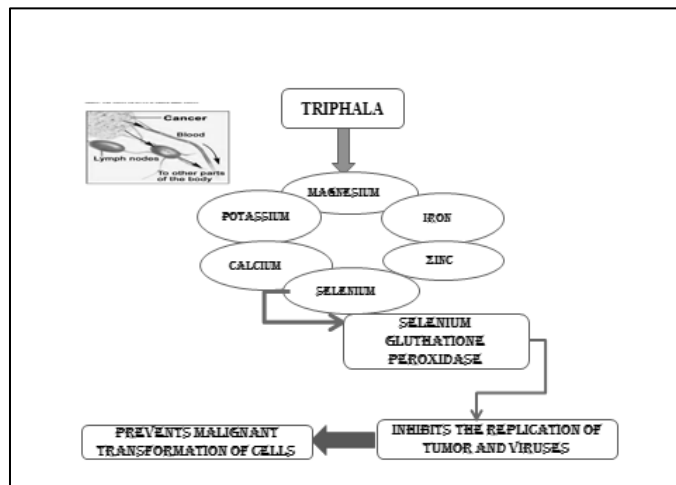 TRIPHALA
Cancer
Blood
Lymph nodes
To other parts
of the body
MAGNESIUM
POTASSIUM
IRON
CALCIUM
ZINC
SELENIUM
SELENIUM
GLUTHATIONE
PEROXIDASE
PREVENTS MALIGNANT
TRANSFORMATION OF CELLS
INHIBITS THE REPLICATION OF
TUMOR AND VIRUSES